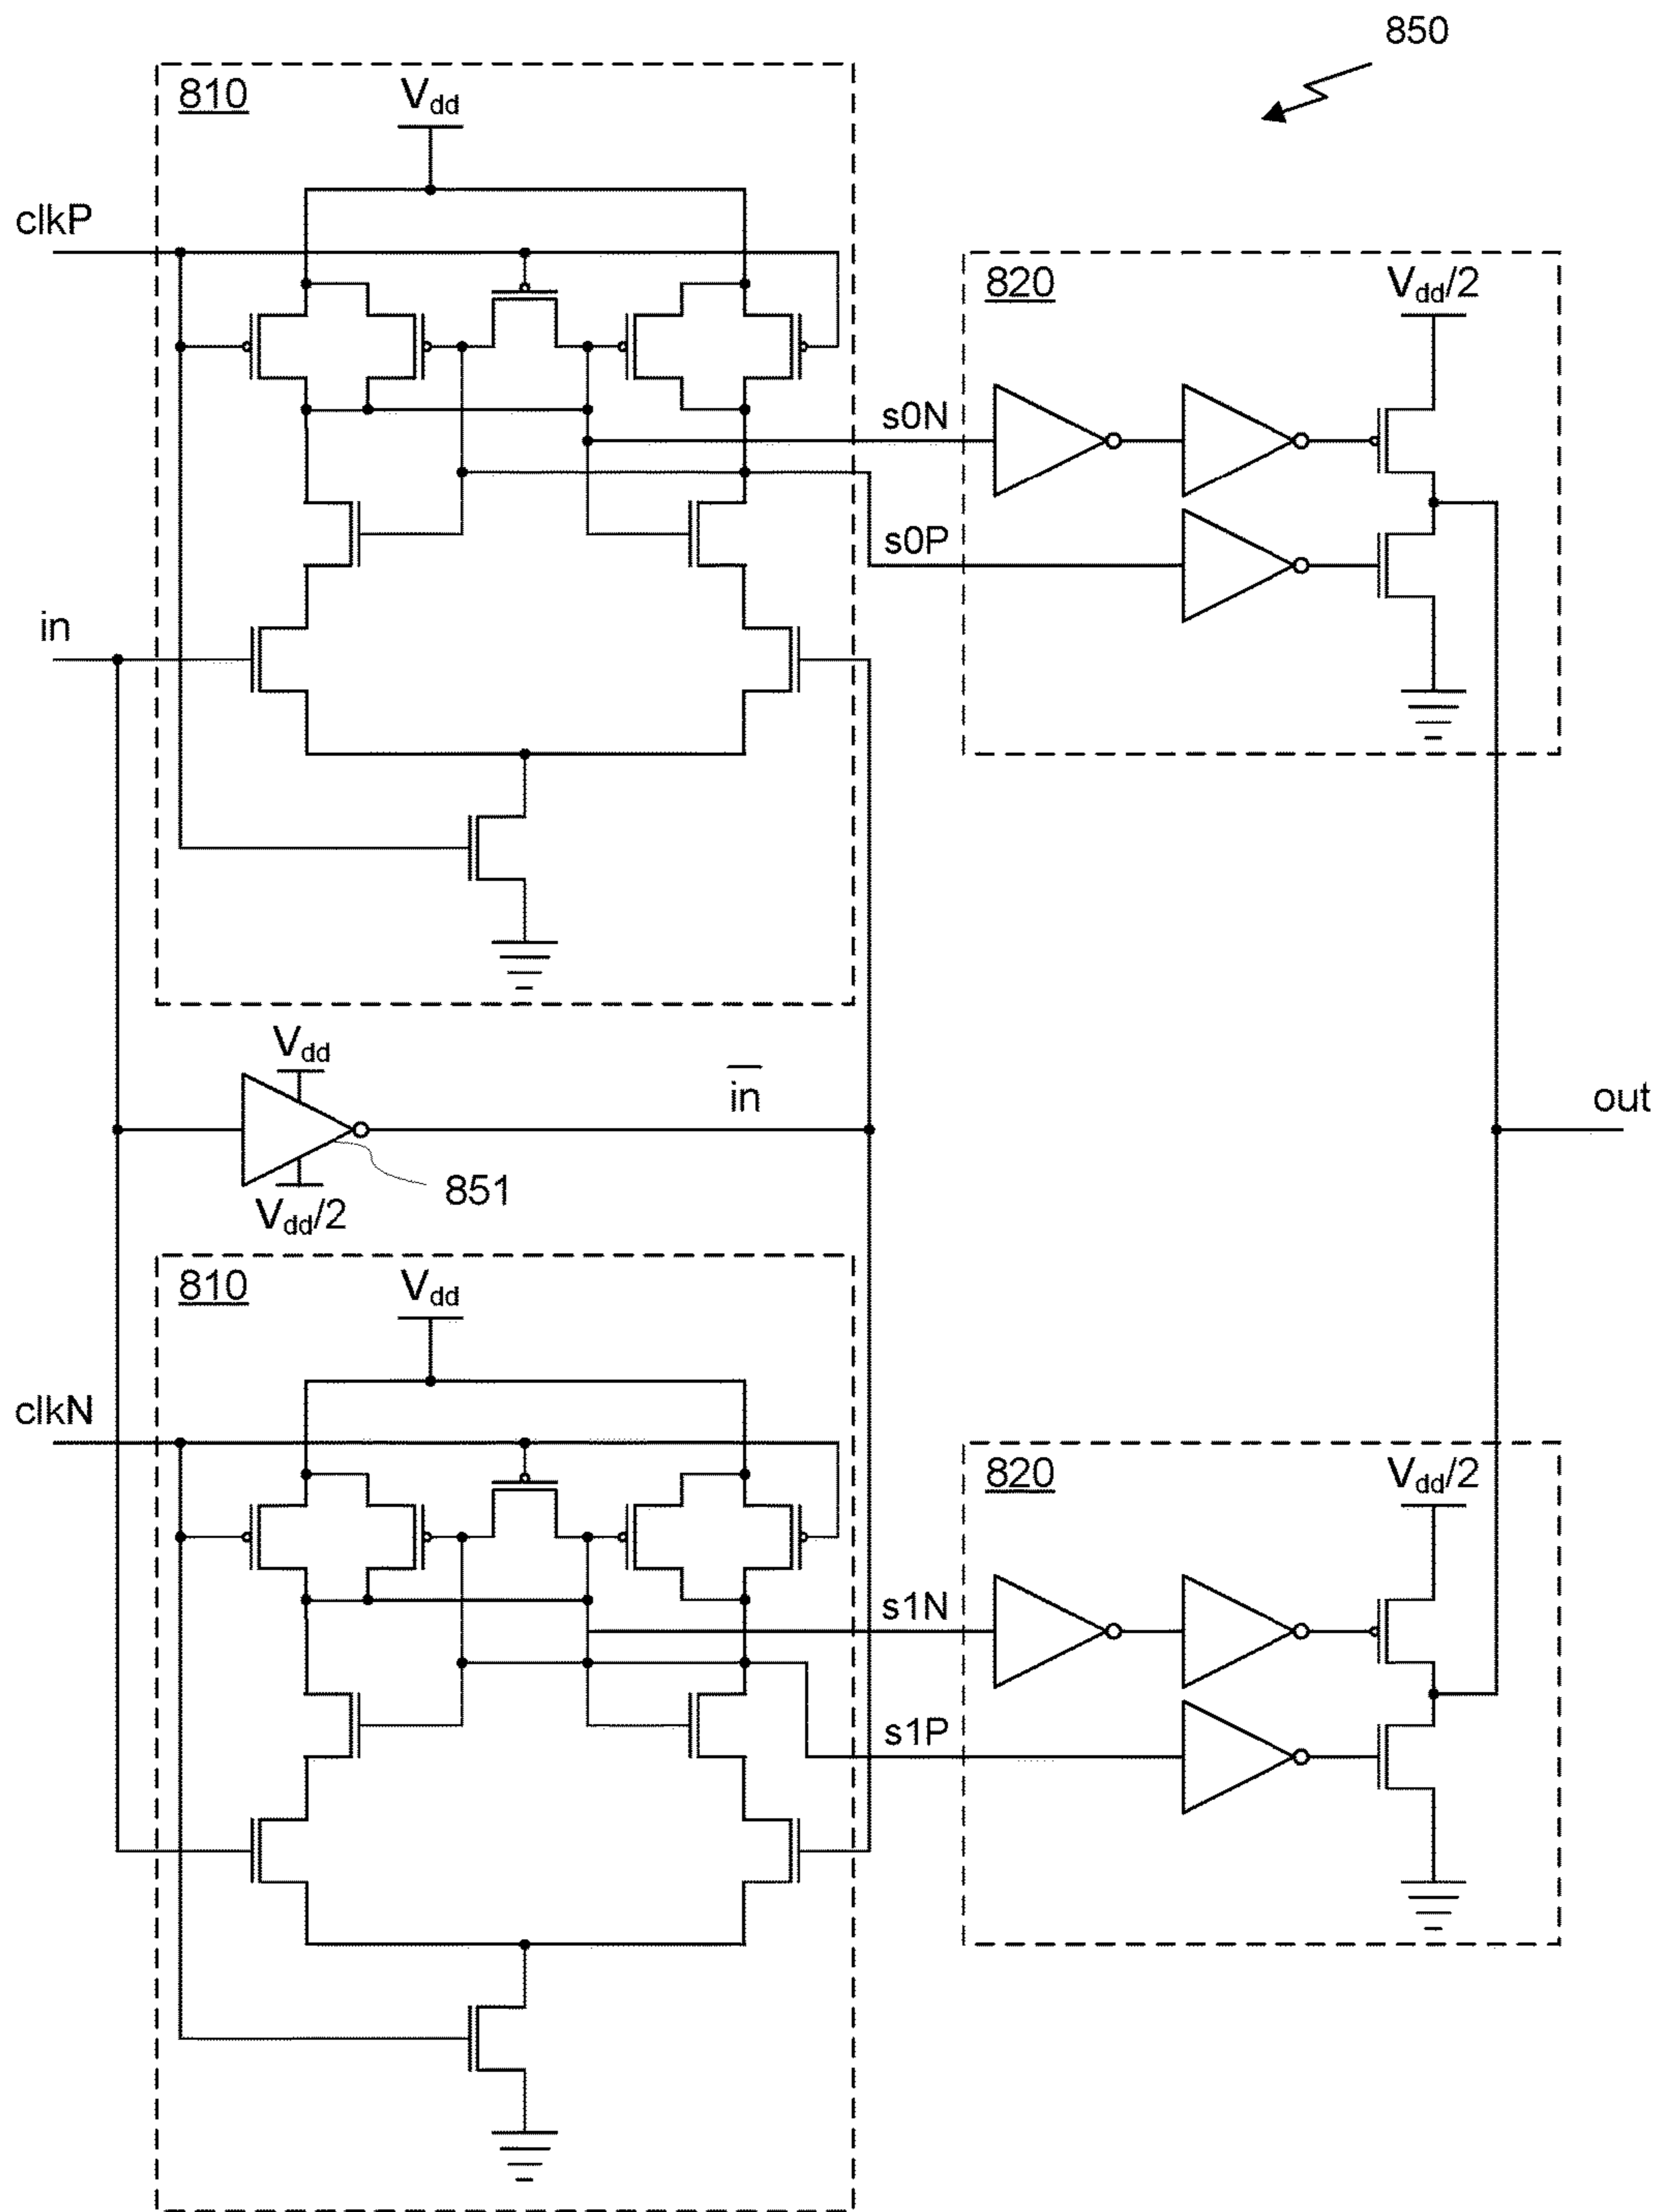 850
810
Vdd
clkP
820
Vdd/2
s0N
s0P
in
Vdd
in
out
851
Vdd/2
810
Vdd
clkN
820
Vdd/2
s1N
s1P